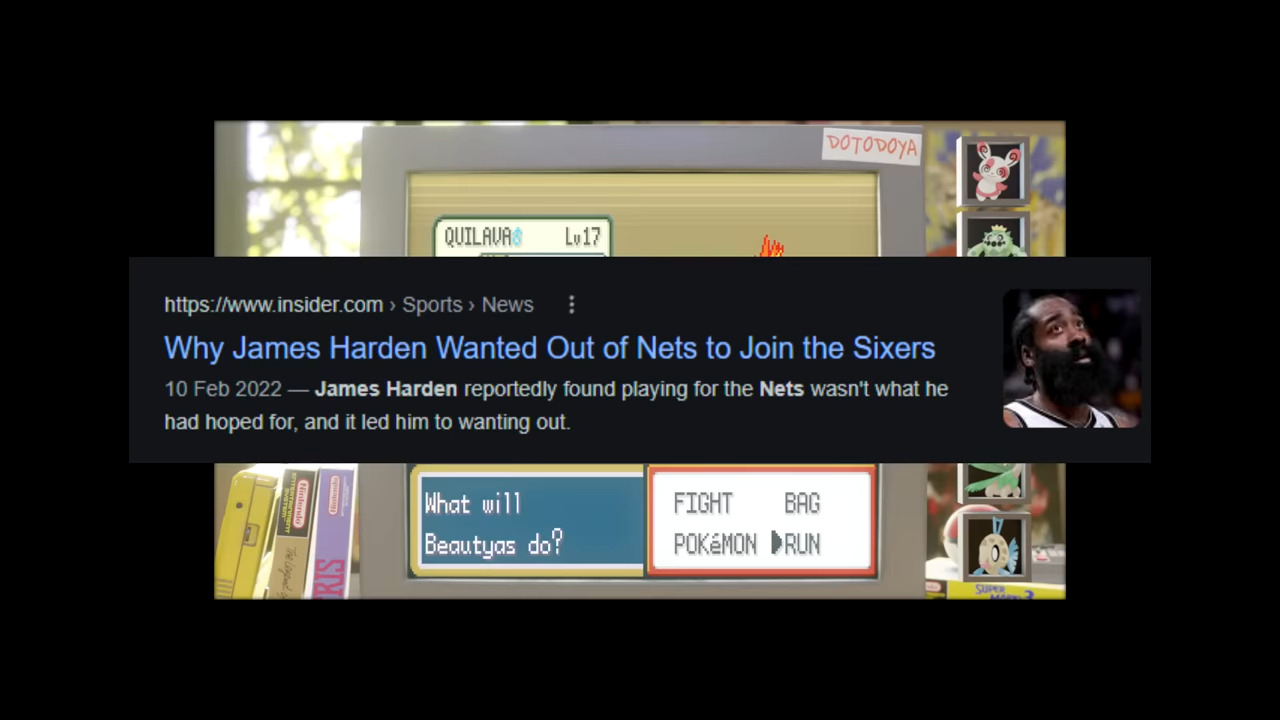 DOTODOYA
QUILAVA♂ Lv17
https://www.insider.com › Sports › News
Why James Harden Wanted Out of Nets to Join the Sixers
10 Feb 2022 — James Harden reportedly found playing for the Nets wasn't what he
had hoped for, and it led him to wanting out.
What will
Beautyas do?
FIGHT BAG
POKéMON ▶RUN
Nintendo
SUPER